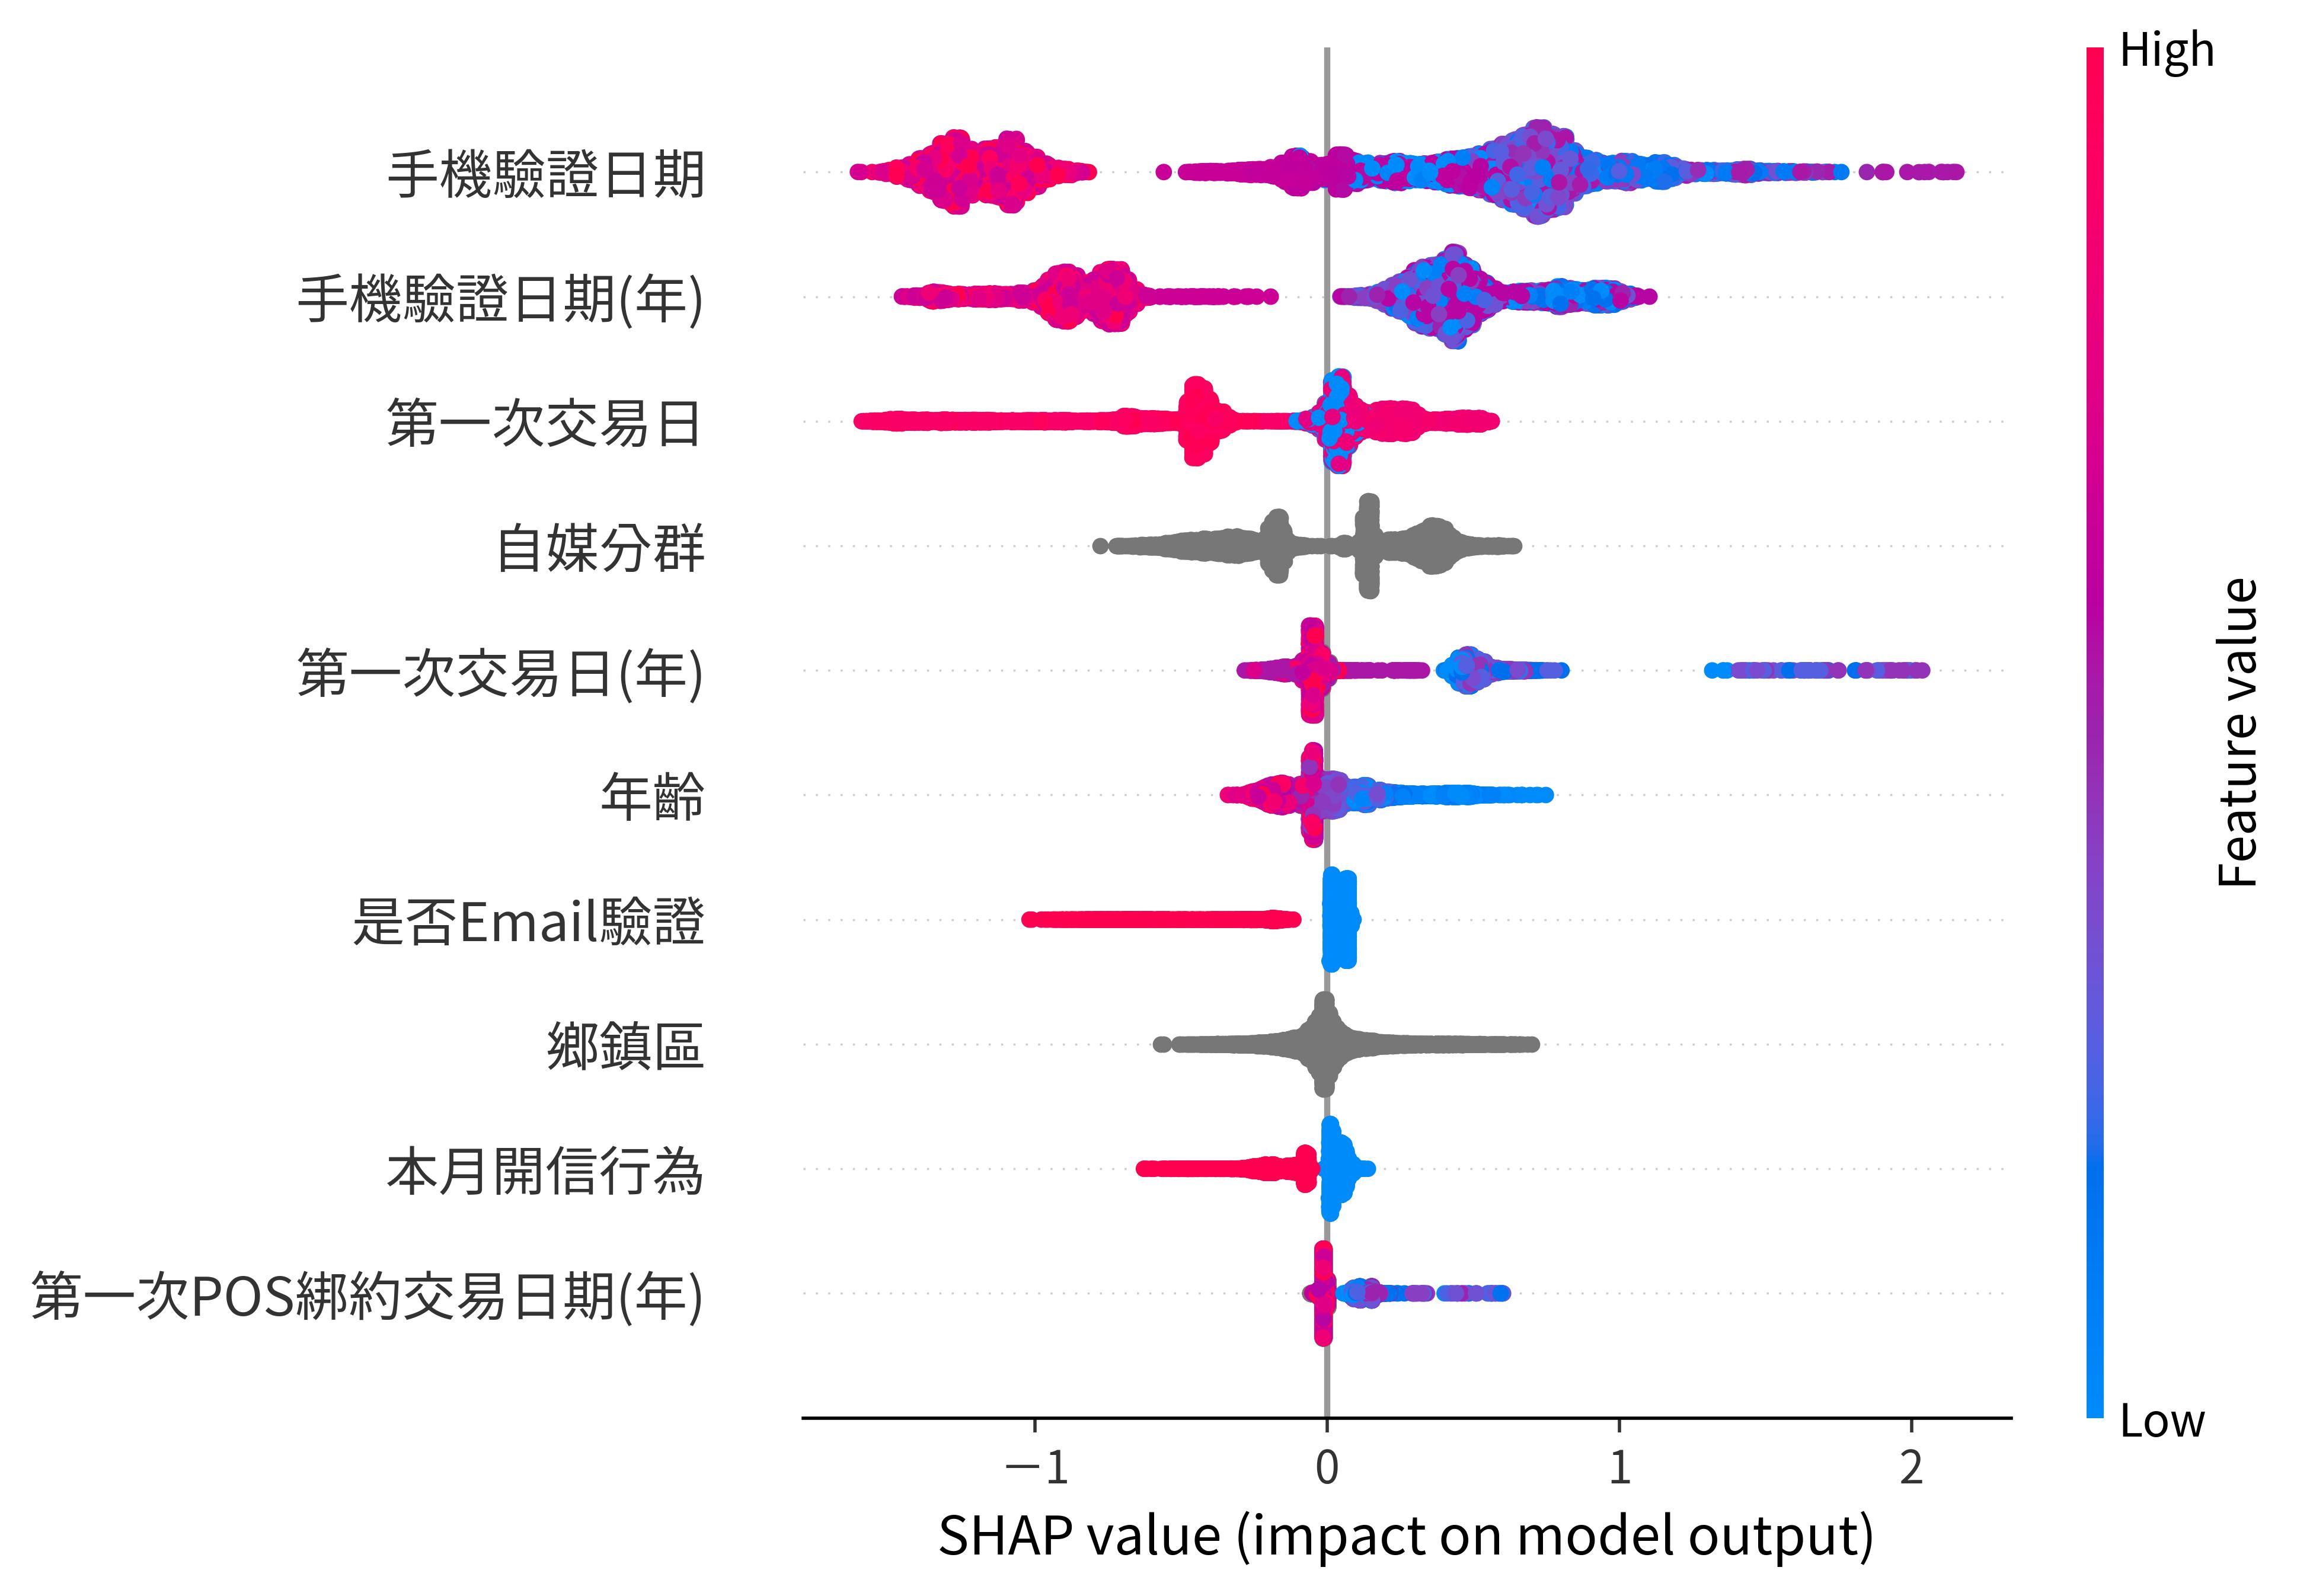 High
手機驗證日期
手機驗證日期(年)
第一次交易日
自媒分群
第一次交易日(年)
年齡
是否Email驗證
鄉鎮區
本月開信行為
第一次POS綁約交易日期(年)
Feature value
Low
−1 0 1 2
SHAP value (impact on model output)